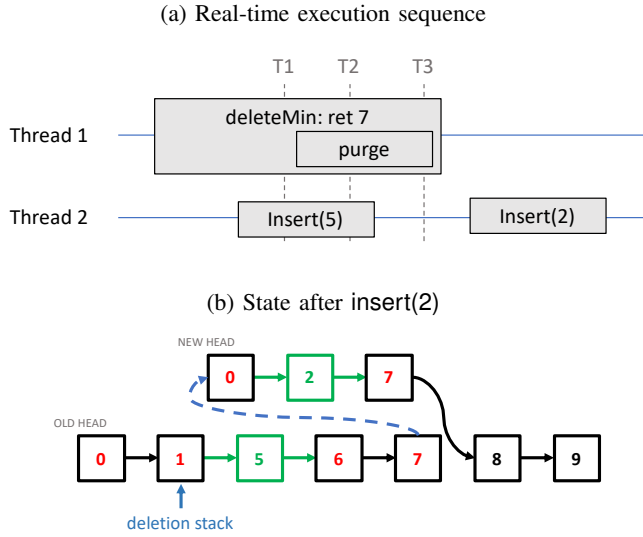 (a) Real-time execution sequence
T1 T2 T3
Thread 1
deleteMin: ret 7
purge
Thread 2
Insert(5)
Insert(2)
(b) State after insert(2)
NEW HEAD
0 2 7
OLD HEAD
0 1 5 6 7 8 9
deletion stack